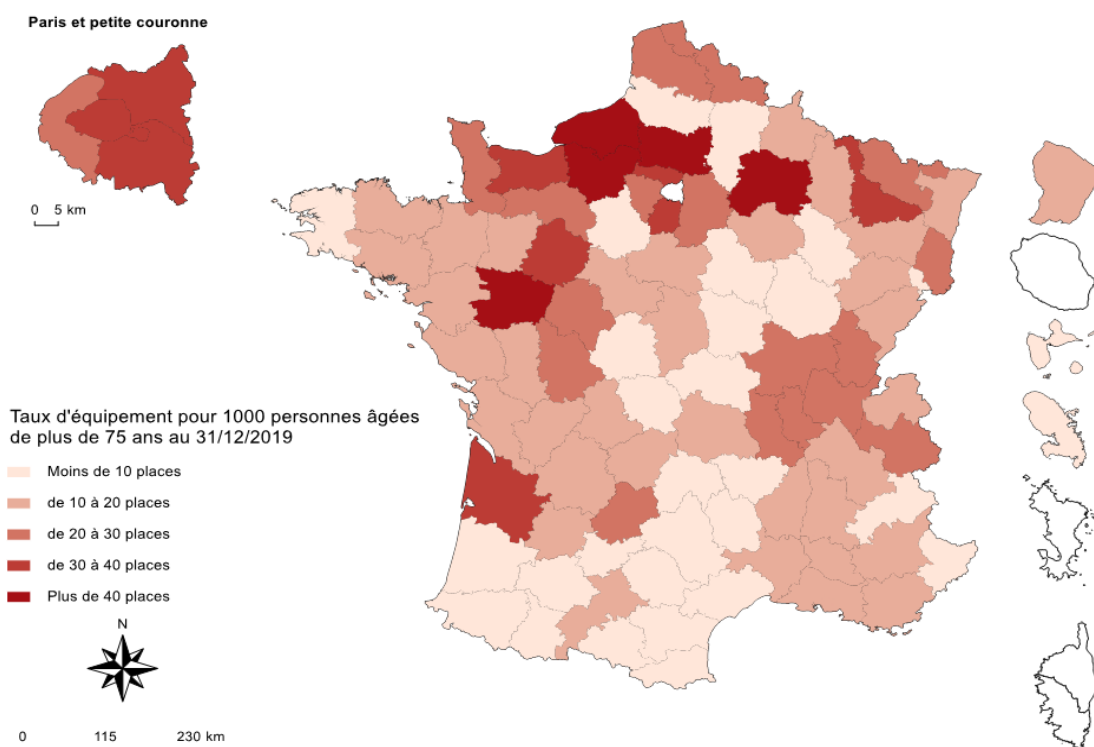 Paris et petite couronne
0 5 km
Taux d'équipement pour 1000 personnes âgées
de plus de 75 ans au 31/12/2019
Moins de 10 places
de 10 à 20 places
de 20 à 30 places
de 30 à 40 places
Plus de 40 places
N
0 115 230 km